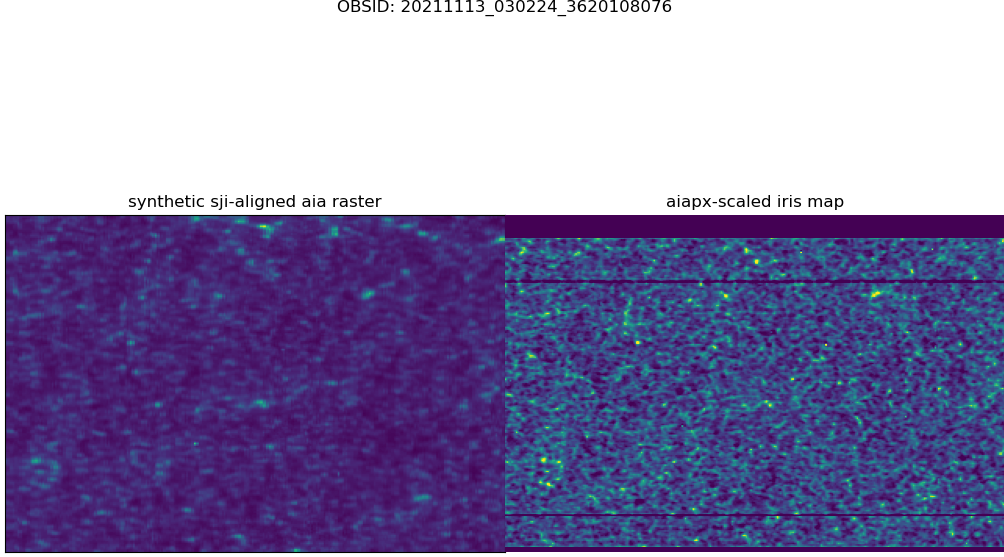 OBSID: 20211113_030224_3620108076
synthetic sji-aligned aia raster
aiapx-scaled iris map